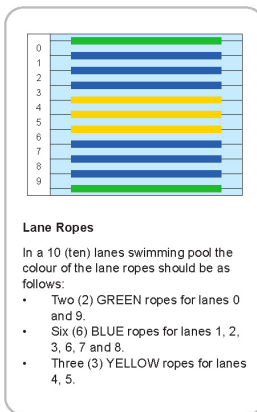 0
1
2
3
4
5
6
7
8
9
Lane Ropes
In a 10 (ten) lanes swimming pool the
colour of the lane ropes should be as
follows:
• Two (2) GREEN ropes for lanes 0
and 9.
• Six (6) BLUE ropes for lanes 1, 2,
3, 6, 7 and 8.
• Three (3) YELLOW ropes for lanes
4, 5.